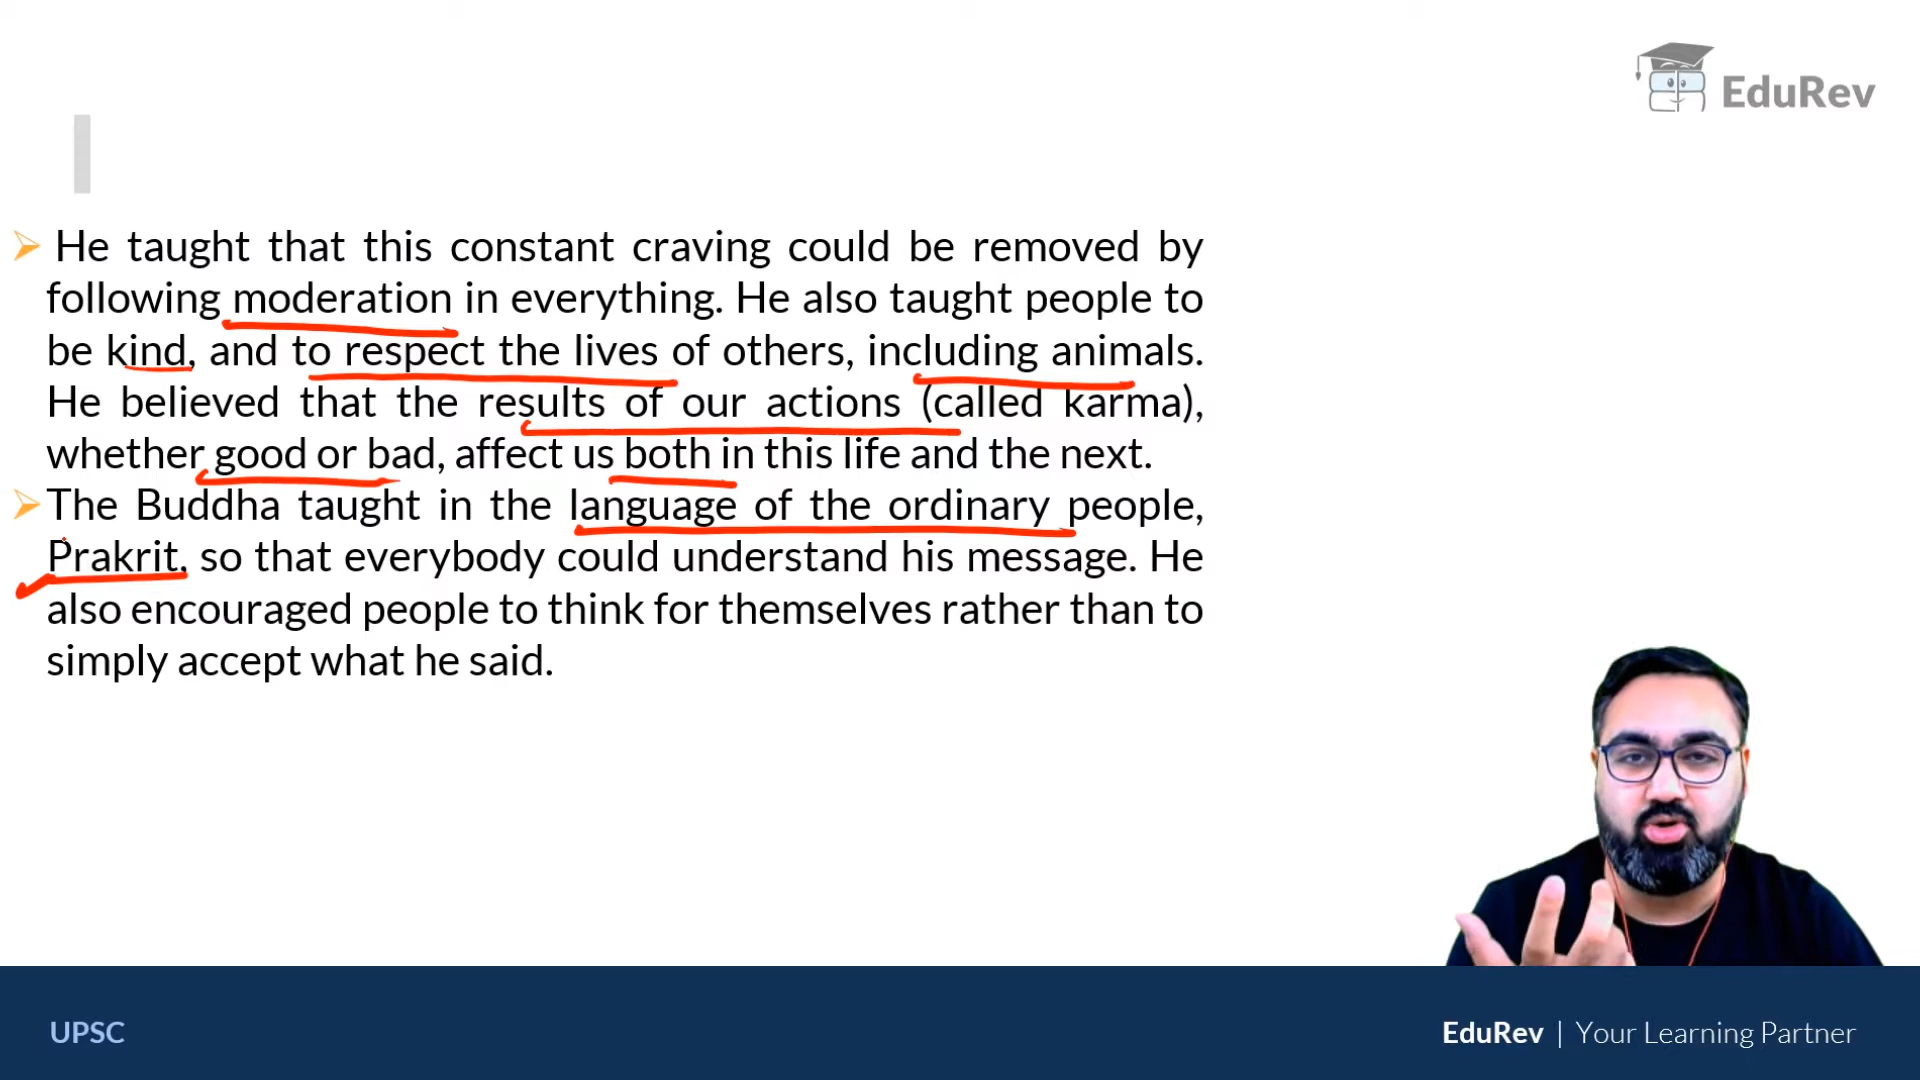 EduRev
He taught that this constant craving could be removed by
following moderation in everything. He also taught people to
be kind, and to respect the lives of others, including animals.
He believed that the results of our actions (called karma),
whether good or bad, affect us both in this life and the next.
The Buddha taught in the language of the ordinary people,
Prakrit, so that everybody could understand his message. He
also encouraged people to think for themselves rather than to
simply accept what he said.
UPSC
EduRev | Your Learning Partner